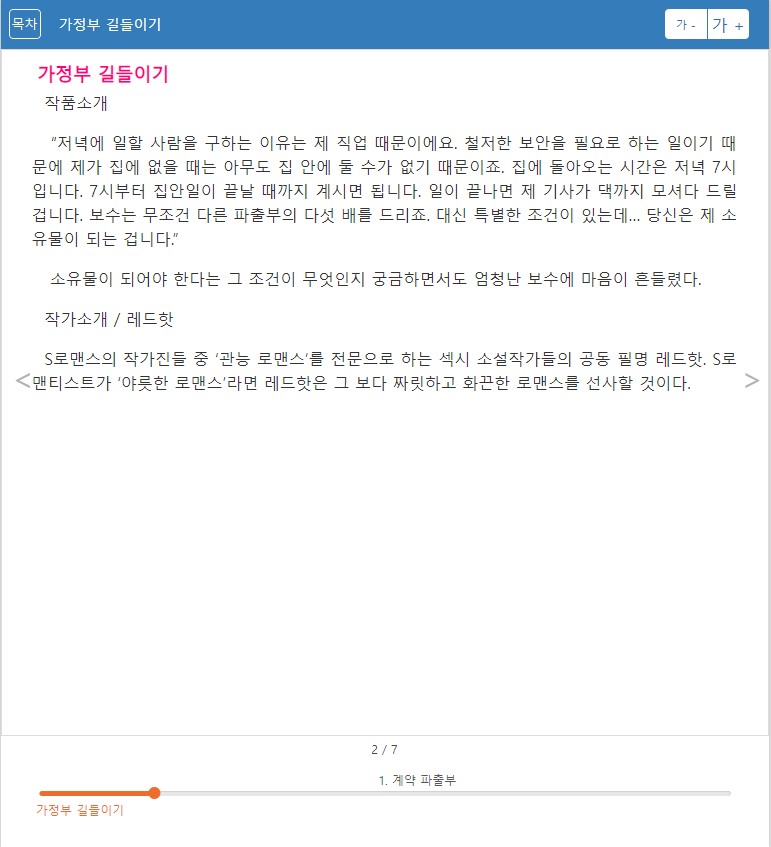 목차 가정부 길들이기 가 - 가 +
가정부 길들이기
작품소개
“저녁에 일할 사람을 구하는 이유는 제 직업 때문이에요. 철저한 보안을 필요로 하는 일이기 때
문에 제가 집에 없을 때는 아무도 집 안에 둘 수가 없기 때문이죠. 집에 돌아오는 시간은 저녁 7시
입니다. 7시부터 집안일이 끝날 때까지 계시면 됩니다. 일이 끝나면 제 기사가 댁까지 모셔다 드릴
겁니다. 보수는 무조건 다른 파출부의 다섯 배를 드리죠. 대신 특별한 조건이 있는데... 당신은 제 소
유물이 되는 겁니다.”
소유물이 되어야 한다는 그 조건이 무엇인지 궁금하면서도 엄청난 보수에 마음이 흔들렸다.
작가소개 / 레드핫
S로맨스의 작가진들 중 ‘관능 로맨스’를 전문으로 하는 섹시 소설작가들의 공동 필명 레드핫. S로
맨티스트가 ‘야릇한 로맨스’라면 레드핫은 그 보다 짜릿하고 화끈한 로맨스를 선사할 것이다.
< >
2 / 7
1. 계약 파출부
가정부 길들이기